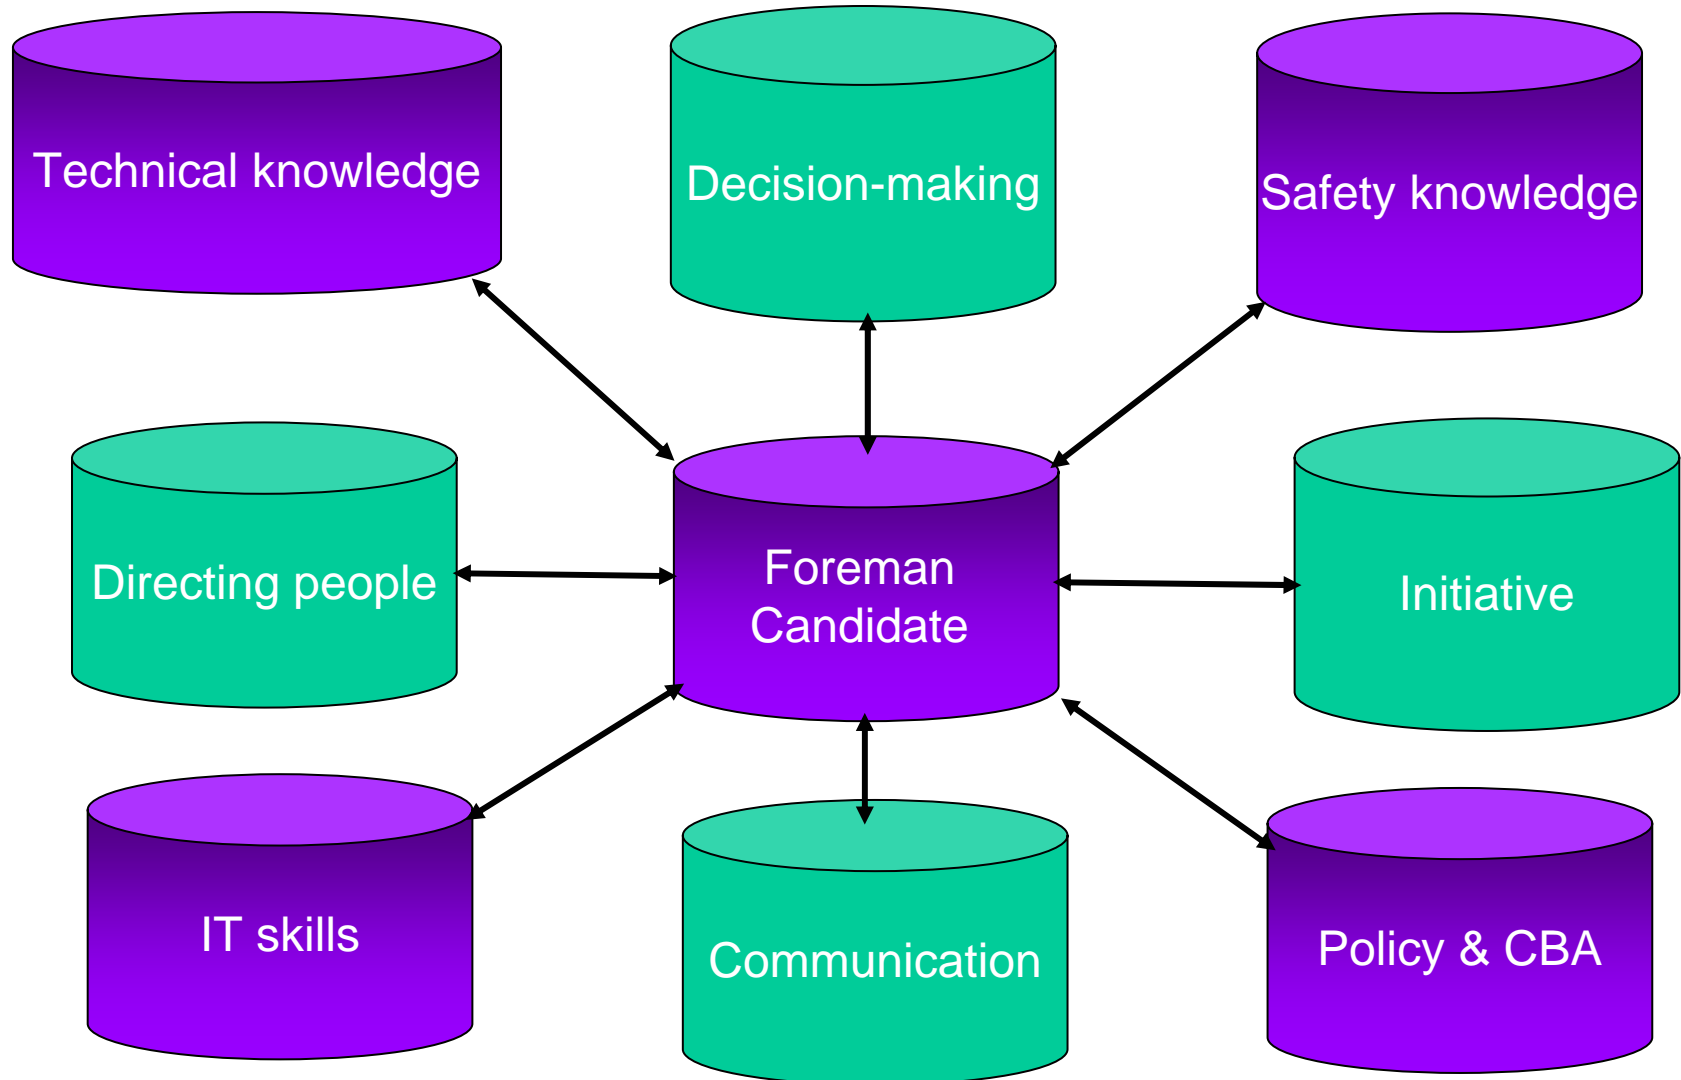 Technical knowledge
Decision-making
Safety knowledge
Directing people
Foreman
Candidate
Initiative
IT skills
Communication
Policy & CBA